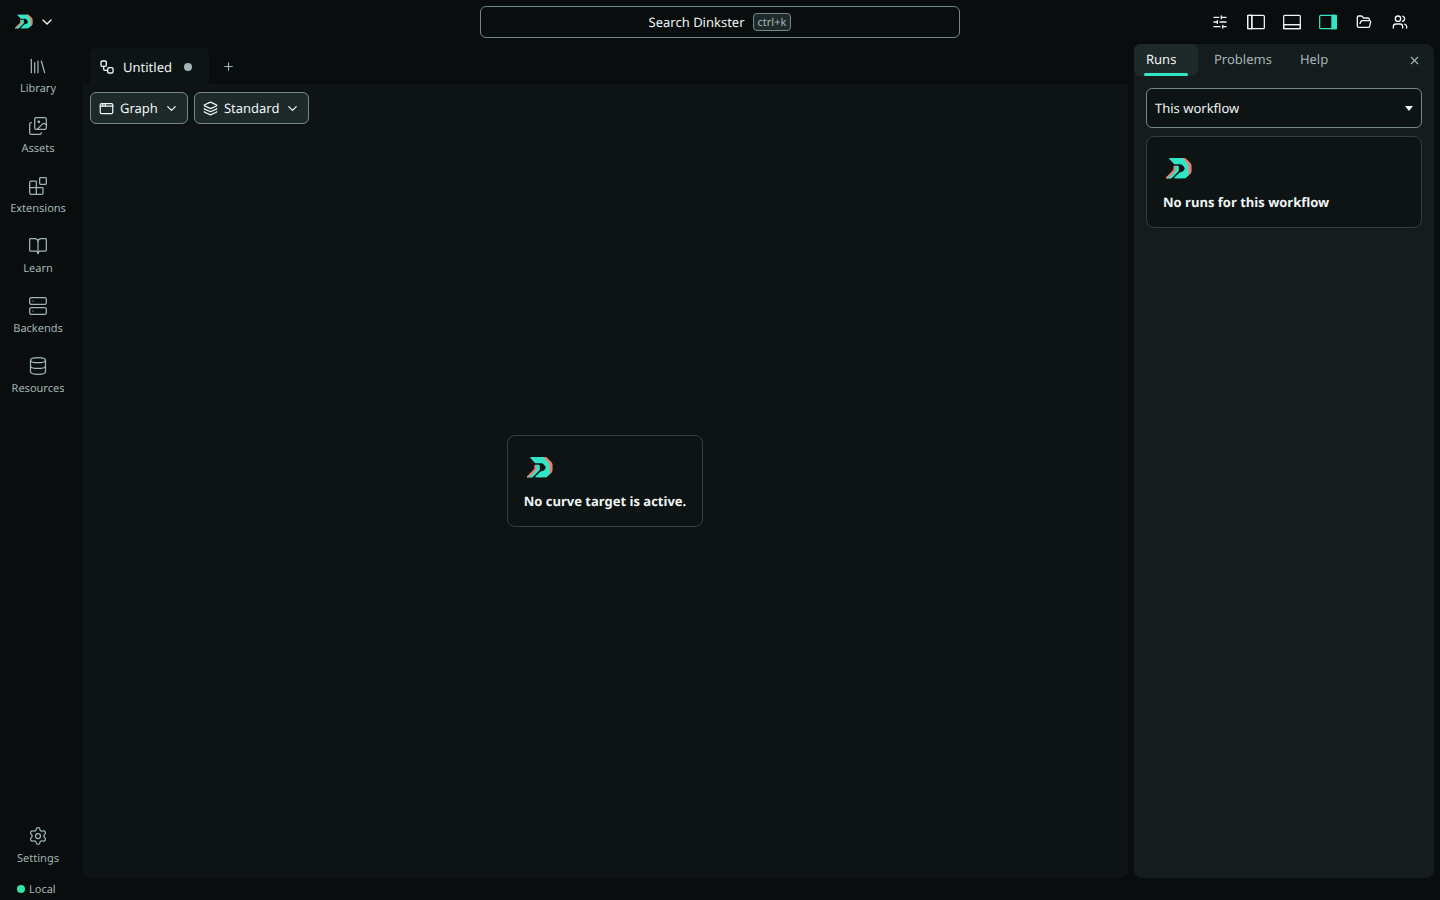 Search Dinkster ctrl+k
Library
Assets
Extensions
Learn
Backends
Resources
Settings
Local
Untitled
Graph
Standard
No curve target is active.
Runs
Problems
Help
This workflow
No runs for this workflow